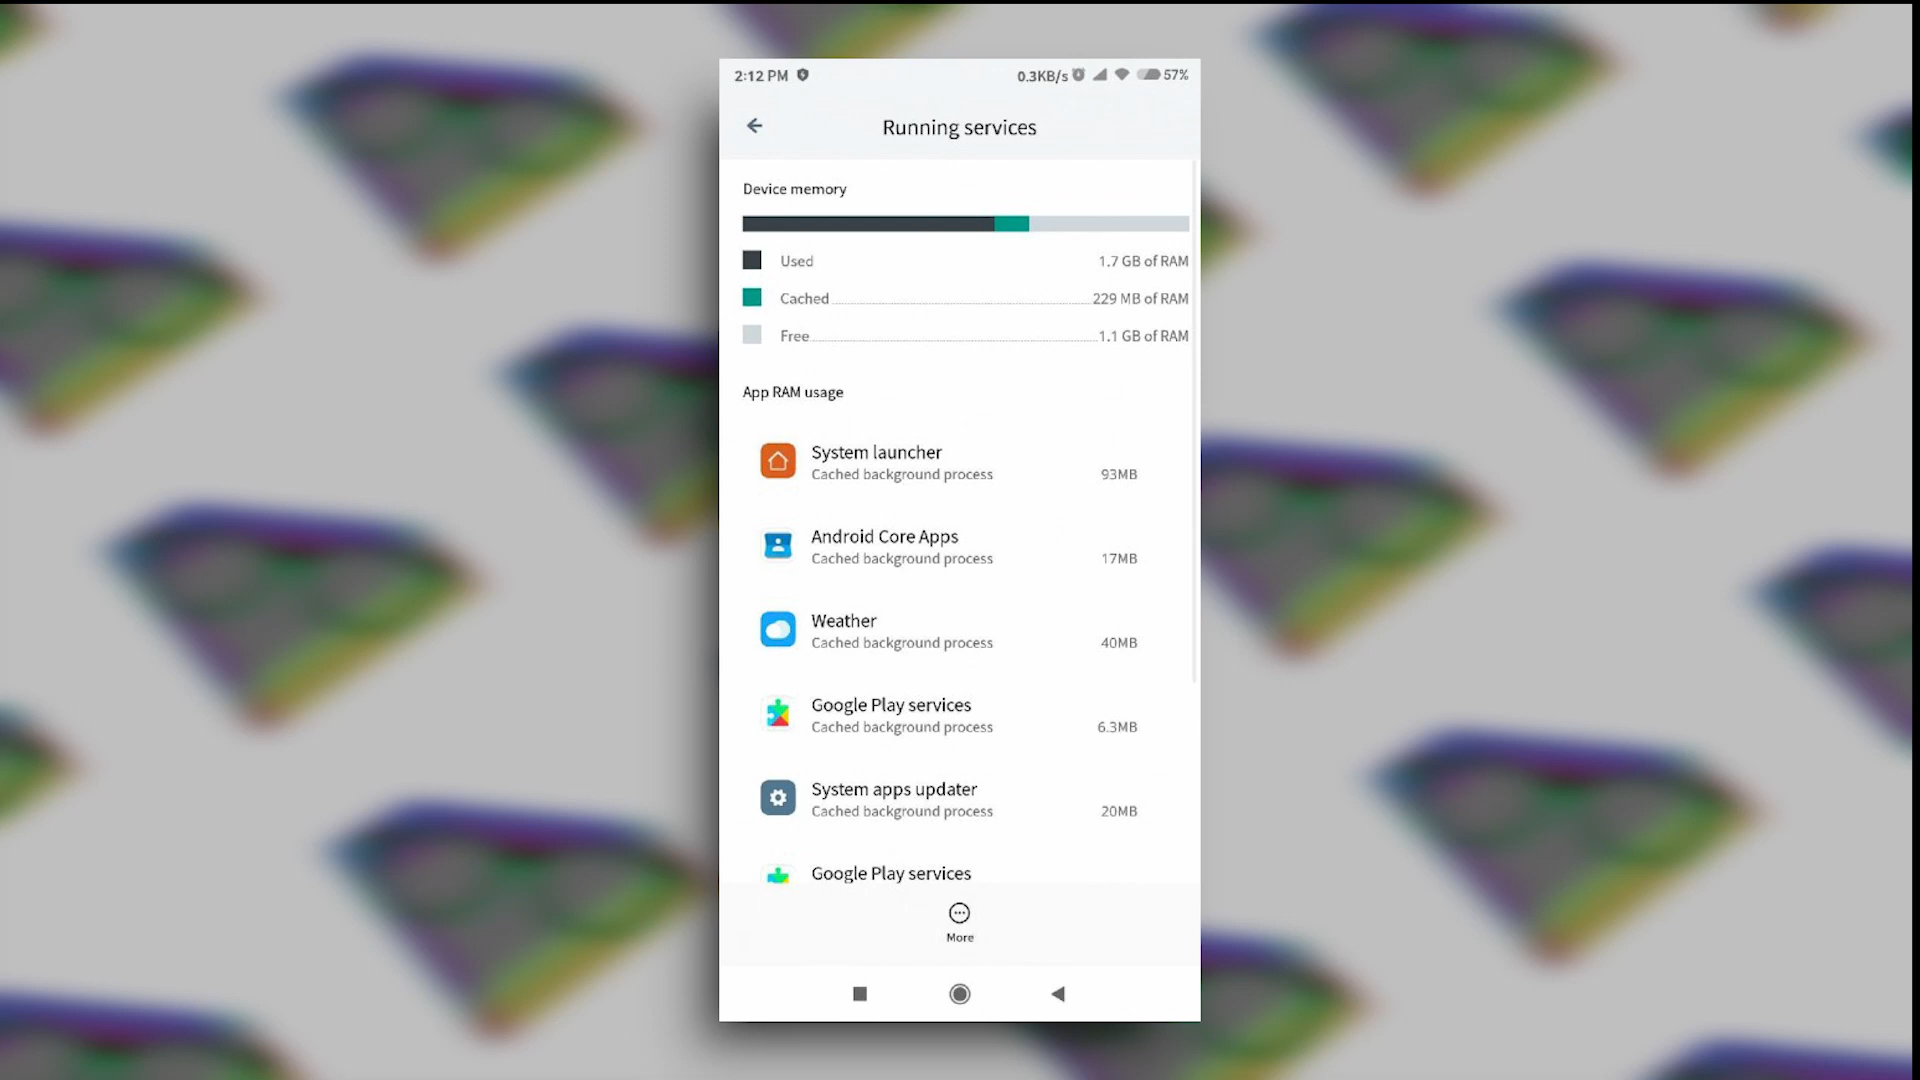 2:12 PM 0.3KB/s 57%
Running services
Device memory
Used 1.7 GB of RAM
Cached 229 MB of RAM
Free 1.1 GB of RAM
App RAM usage
System launcher
Cached background process 93MB
Android Core Apps
Cached background process 17MB
Weather
Cached background process 40MB
Google Play services
Cached background process 6.3MB
System apps updater
Cached background process 20MB
Google Play services
More